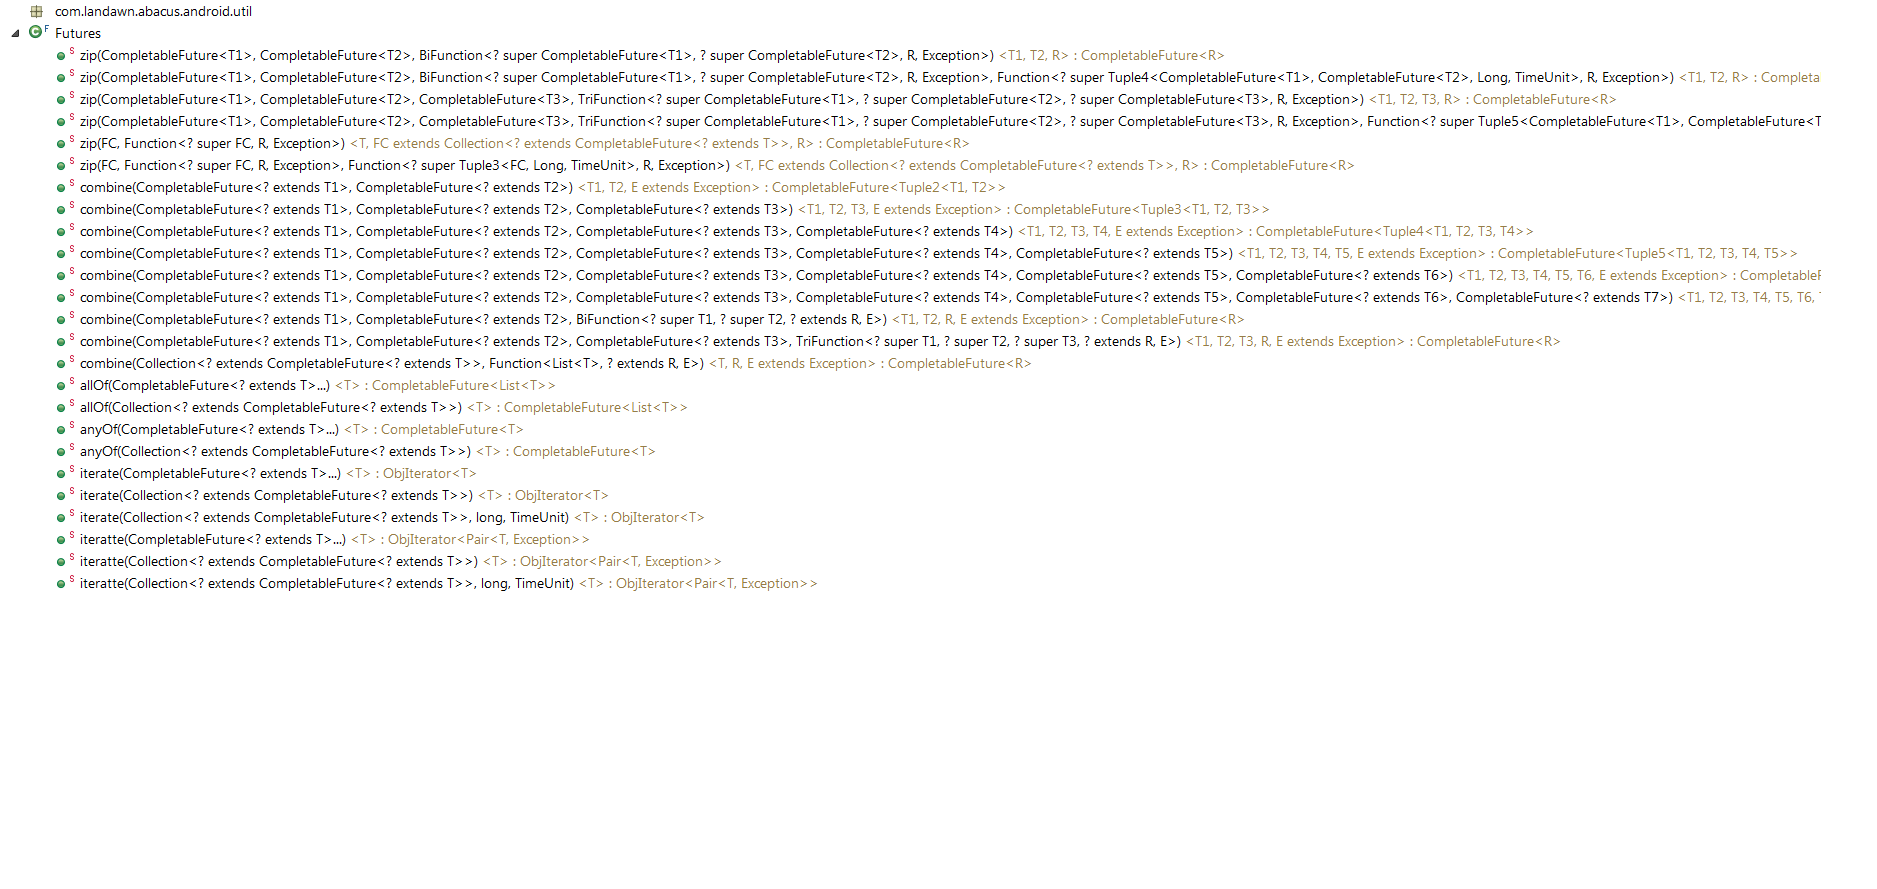 com.landawn.abacus.android.util
F Futures
S zip(CompletableFuture<T1>, CompletableFuture<T2>, BiFunction<? super CompletableFuture<T1>, ? super CompletableFuture<T2>, R, Exception>) <T1, T2, R> : CompletableFuture<R>
S zip(CompletableFuture<T1>, CompletableFuture<T2>, BiFunction<? super CompletableFuture<T1>, ? super CompletableFuture<T2>, R, Exception>, Function<? super Tuple4<CompletableFuture<T1>, CompletableFuture<T2>, Long, TimeUnit>, R, Exception>) <T1, T2, R> : Completa
S zip(CompletableFuture<T1>, CompletableFuture<T2>, CompletableFuture<T3>, TriFunction<? super CompletableFuture<T1>, ? super CompletableFuture<T2>, ? super CompletableFuture<T3>, R, Exception>) <T1, T2, T3, R> : CompletableFuture<R>
S zip(CompletableFuture<T1>, CompletableFuture<T2>, CompletableFuture<T3>, TriFunction<? super CompletableFuture<T1>, ? super CompletableFuture<T2>, ? super CompletableFuture<T3>, R, Exception>, Function<? super Tuple5<CompletableFuture<T1>, CompletableFuture<T
S zip(FC, Function<? super FC, R, Exception>) <T, FC extends Collection<? extends CompletableFuture<? extends T>>, R> : CompletableFuture<R>
S zip(FC, Function<? super FC, R, Exception>, Function<? super Tuple3<FC, Long, TimeUnit>, R, Exception>) <T, FC extends Collection<? extends CompletableFuture<? extends T>>, R> : CompletableFuture<R>
S combine(CompletableFuture<? extends T1>, CompletableFuture<? extends T2>) <T1, T2, E extends Exception> : CompletableFuture<Tuple2<T1, T2>>
S combine(CompletableFuture<? extends T1>, CompletableFuture<? extends T2>, CompletableFuture<? extends T3>) <T1, T2, T3, E extends Exception> : CompletableFuture<Tuple3<T1, T2, T3>>
S combine(CompletableFuture<? extends T1>, CompletableFuture<? extends T2>, CompletableFuture<? extends T3>, CompletableFuture<? extends T4>) <T1, T2, T3, T4, E extends Exception> : CompletableFuture<Tuple4<T1, T2, T3, T4>>
S combine(CompletableFuture<? extends T1>, CompletableFuture<? extends T2>, CompletableFuture<? extends T3>, CompletableFuture<? extends T4>, CompletableFuture<? extends T5>) <T1, T2, T3, T4, T5, E extends Exception> : CompletableFuture<Tuple5<T1, T2, T3, T4, T5>>
S combine(CompletableFuture<? extends T1>, CompletableFuture<? extends T2>, CompletableFuture<? extends T3>, CompletableFuture<? extends T4>, CompletableFuture<? extends T5>, CompletableFuture<? extends T6>) <T1, T2, T3, T4, T5, T6, E extends Exception> : CompletableF
S combine(CompletableFuture<? extends T1>, CompletableFuture<? extends T2>, CompletableFuture<? extends T3>, CompletableFuture<? extends T4>, CompletableFuture<? extends T5>, CompletableFuture<? extends T6>, CompletableFuture<? extends T7>) <T1, T2, T3, T4, T5, T6,
S combine(CompletableFuture<? extends T1>, CompletableFuture<? extends T2>, BiFunction<? super T1, ? super T2, ? extends R, E>) <T1, T2, R, E extends Exception> : CompletableFuture<R>
S combine(CompletableFuture<? extends T1>, CompletableFuture<? extends T2>, CompletableFuture<? extends T3>, TriFunction<? super T1, ? super T2, ? super T3, ? extends R, E>) <T1, T2, T3, R, E extends Exception> : CompletableFuture<R>
S combine(Collection<? extends CompletableFuture<? extends T>>, Function<List<T>, ? extends R, E>) <T, R, E extends Exception> : CompletableFuture<R>
S allOf(CompletableFuture<? extends T>...) <T> : CompletableFuture<List<T>>
S allOf(Collection<? extends CompletableFuture<? extends T>>) <T> : CompletableFuture<List<T>>
S anyOf(CompletableFuture<? extends T>...) <T> : CompletableFuture<T>
S anyOf(Collection<? extends CompletableFuture<? extends T>>) <T> : CompletableFuture<T>
S iterate(CompletableFuture<? extends T>...) <T> : ObjIterator<T>
S iterate(Collection<? extends CompletableFuture<? extends T>>) <T> : ObjIterator<T>
S iterate(Collection<? extends CompletableFuture<? extends T>>, long, TimeUnit) <T> : ObjIterator<T>
S iteratte(CompletableFuture<? extends T>...) <T> : ObjIterator<Pair<T, Exception>>
S iteratte(Collection<? extends CompletableFuture<? extends T>>) <T> : ObjIterator<Pair<T, Exception>>
S iteratte(Collection<? extends CompletableFuture<? extends T>>, long, TimeUnit) <T> : ObjIterator<Pair<T, Exception>>